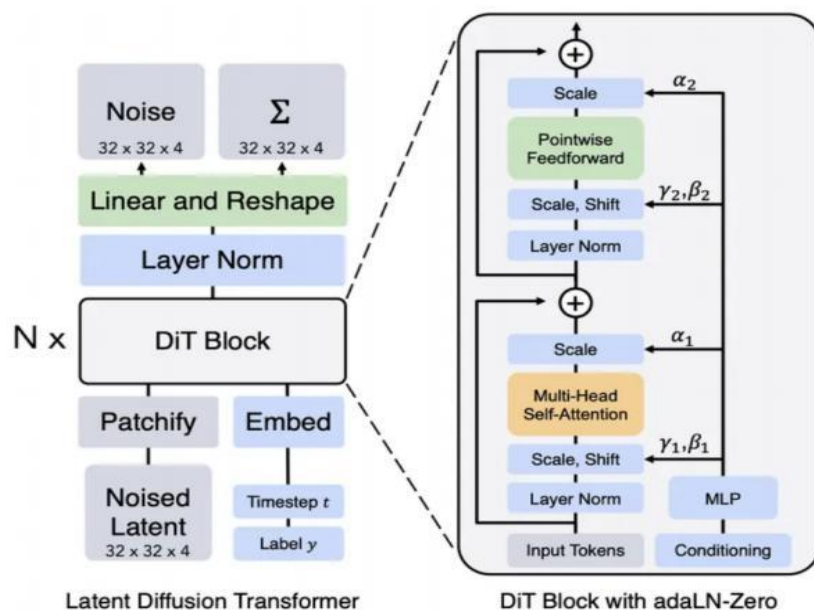 Noise
32 x 32 x 4
Σ
32 x 32 x 4
Linear and Reshape
Layer Norm
N x
DiT Block
Patchify
Embed
Noised
Latent
32 x 32 x 4
Timestep t
Label y
Latent Diffusion Transformer
+
Scale
α₂
Pointwise
Feedforward
Scale, Shift
γ₂,β₂
Layer Norm
+
Scale
α₁
Multi-Head
Self-Attention
Scale, Shift
γ₁,β₁
Layer Norm
MLP
Input Tokens
Conditioning
DiT Block with adaLN-Zero